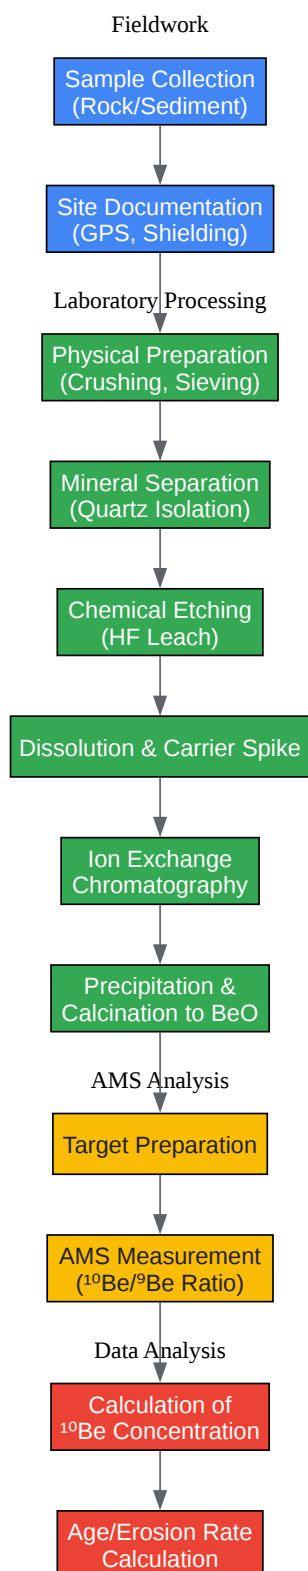 Fieldwork
Sample Collection
(Rock/Sediment)
Site Documentation
(GPS, Shielding)
Laboratory Processing
Physical Preparation
(Crushing, Sieving)
Mineral Separation
(Quartz Isolation)
Chemical Etching
(HF Leach)
Dissolution & Carrier Spike
Ion Exchange
Chromatography
Precipitation &
Calcination to BeO
AMS Analysis
Target Preparation
AMS Measurement
(¹⁰Be/⁹Be Ratio)
Data Analysis
Calculation of
¹⁰Be Concentration
Age/Erosion Rate
Calculation